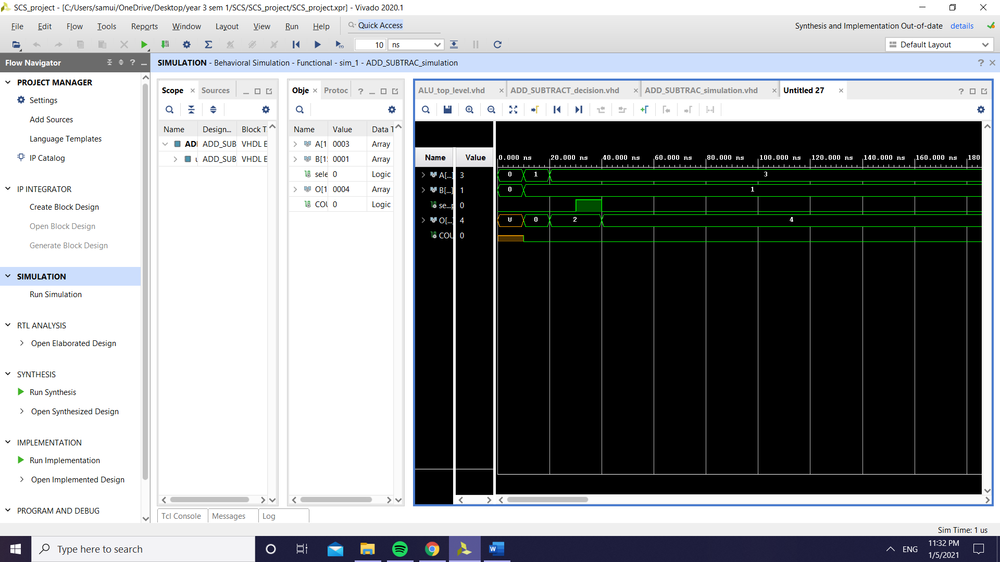 SCS_project - [C:/Users/samui/OneDrive/Desktop/year 3 sem 1/SCS/SCS_project/SCS_project.xpr] - Vivado 2020.1
File Edit Flow Tools Reports Window Layout View Run Help Quick Access
Synthesis and Implementation Out-of-date details
10 ns
Default Layout
Flow Navigator
SIMULATION - Behavioral Simulation - Functional - sim_1 - ADD_SUBTRAC_simulation
PROJECT MANAGER
Settings
Add Sources
Language Templates
IP Catalog
IP INTEGRATOR
Create Block Design
Open Block Design
Generate Block Design
SIMULATION
Run Simulation
RTL ANALYSIS
Open Elaborated Design
SYNTHESIS
Run Synthesis
Open Synthesized Design
IMPLEMENTATION
Run Implementation
Open Implemented Design
PROGRAM AND DEBUG
Scope Sources
Name Design... Block T
ADI ADD_SUB VHDL E
u ADD_SUB VHDL E
Obje Protoc
Name Value Data T
A[1 0003 Array
B[1: 0001 Array
sele 0 Logic
O[1 0004 Array
COU 0 Logic
ALU_top_level.vhd ADD_SUBTRACT_decision.vhd ADD_SUBTRAC_simulation.vhd Untitled 27
Name Value
0.000 ns 20.000 ns 40.000 ns 60.000 ns 80.000 ns 100.000 ns 120.000 ns 140.000 ns 160.000 ns 180
A[...] 3 0 1 3
B[...] 1 0 1
se...p 0
O[...] 4 U 0 2 4
COU 0
Tcl Console Messages Log
Sim Time: 1 us
Type here to search
ENG
11:32 PM
1/5/2021